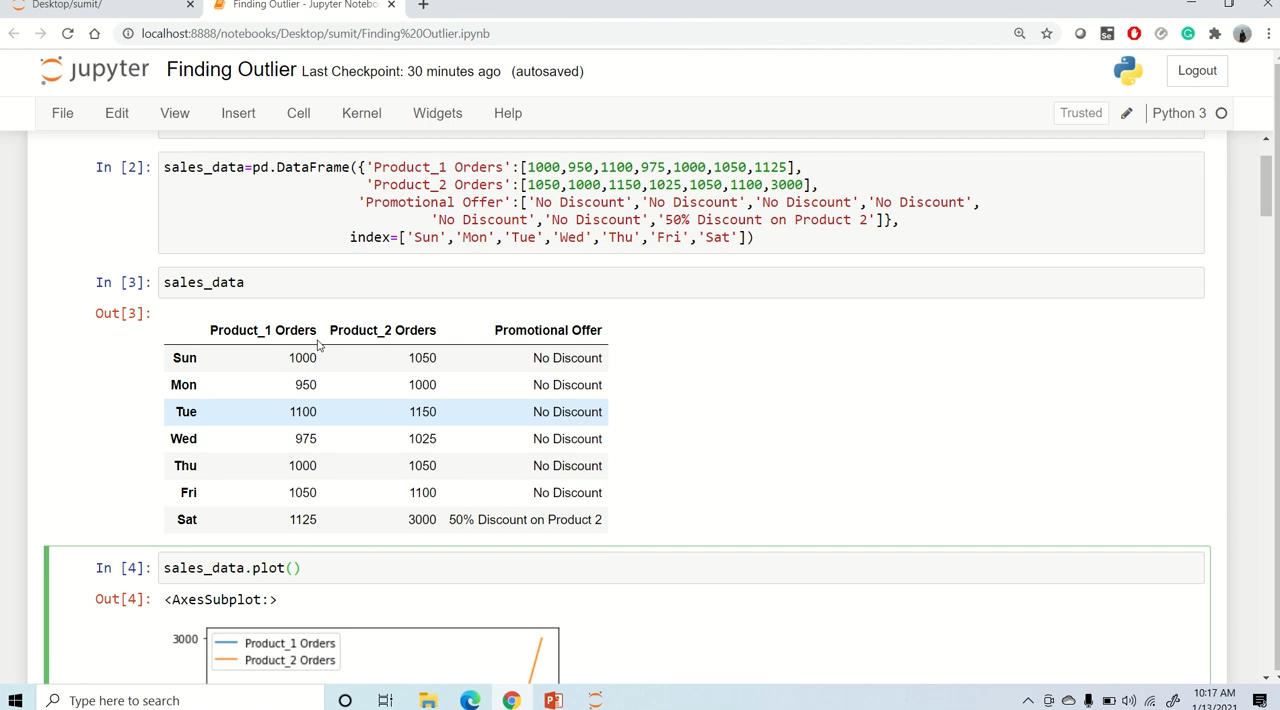 Desktop/sumit/
Finding Outlier - Jupyter Notebo
localhost:8888/notebooks/Desktop/sumit/Finding%20Outlier.ipynb
jupyter Finding Outlier Last Checkpoint: 30 minutes ago (autosaved)
Logout
File Edit View Insert Cell Kernel Widgets Help
Trusted
Python 3
In [2]: sales_data=pd.DataFrame({'Product_1 Orders':[1000,950,1100,975,1000,1050,1125],
'Product_2 Orders':[1050,1000,1150,1025,1050,1100,3000],
'Promotional Offer':['No Discount','No Discount','No Discount','No Discount',
'No Discount','No Discount','50% Discount on Product 2']},
index=['Sun','Mon','Tue','Wed','Thu','Fri','Sat'])
In [3]: sales_data
Out[3]:
Product_1 Orders Product_2 Orders Promotional Offer
Sun 1000 1050 No Discount
Mon 950 1000 No Discount
Tue 1100 1150 No Discount
Wed 975 1025 No Discount
Thu 1000 1050 No Discount
Fri 1050 1100 No Discount
Sat 1125 3000 50% Discount on Product 2
In [4]: sales_data.plot()
Out[4]: <AxesSubplot:>
3000
Product_1 Orders
Product_2 Orders
Type here to search
10:17 AM
1/13/2021